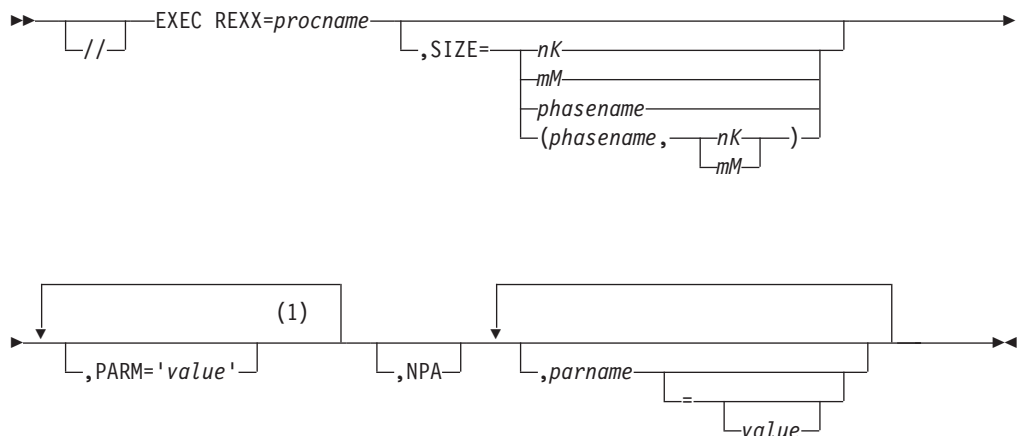 EXEC REXX=procname
//
,SIZE= nK
mM
phasename
(phasename, nK )
mM
(1)
,PARM='value'
,NPA
,parname
=
value